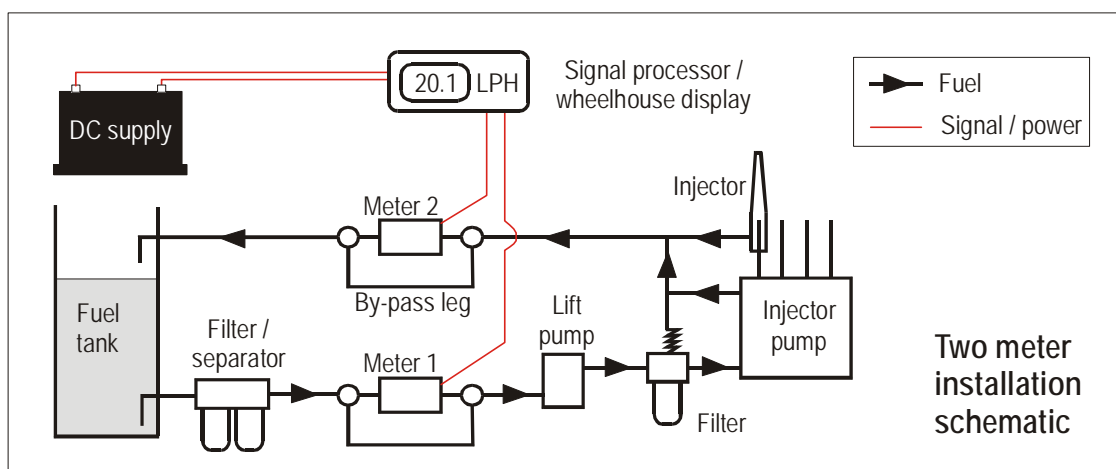 20.1 LPH
Signal processor /
wheelhouse display
Fuel
Signal / power
DC supply
Injector
Meter 2
By-pass leg
Fuel
tank
Filter /
separator
Meter 1
Lift
pump
Injector
pump
Filter
Two meter
installation
schematic